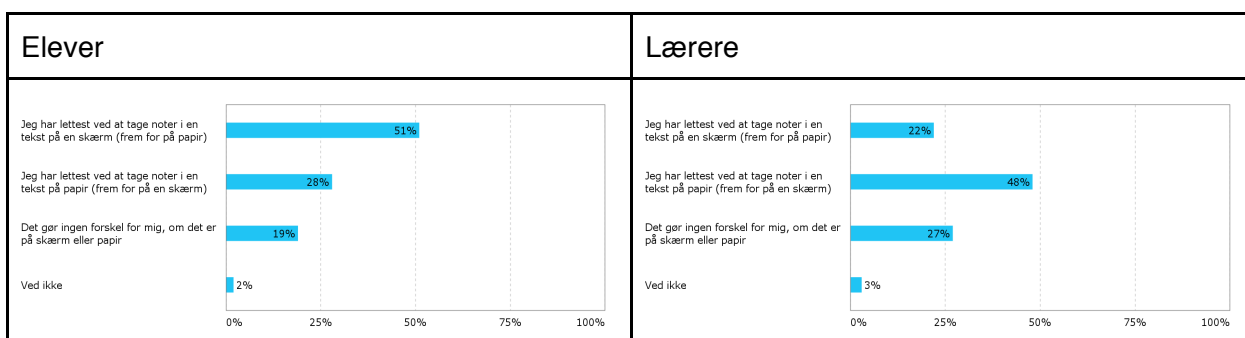 Elever
Lærere
Jeg har lettest ved at tage noter i en
tekst på en skærm (frem for på papir)
51%
Jeg har lettest ved at tage noter i en
tekst på papir (frem for på en skærm)
28%
Det gør ingen forskel for mig, om det er
på skærm eller papir
19%
Ved ikke
2%
0% 25% 50% 75% 100%
Jeg har lettest ved at tage noter i en
tekst på en skærm (frem for på papir)
22%
Jeg har lettest ved at tage noter i en
tekst på papir (frem for på en skærm)
48%
Det gør ingen forskel for mig, om det er
på skærm eller papir
27%
Ved ikke
3%
0% 25% 50% 75% 100%